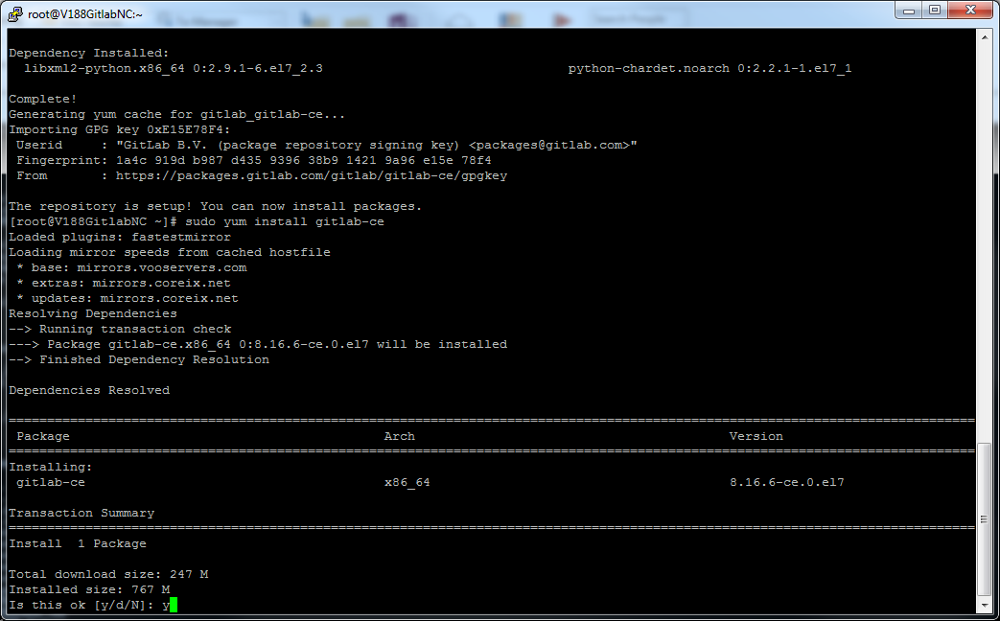 root@V188GitlabNC:~
Dependency Installed:
libxml2-python.x86_64 0:2.9.1-6.el7_2.3 python-chardet.noarch 0:2.2.1-1.el7_1
Complete!
Generating yum cache for gitlab_gitlab-ce...
Importing GPG key 0xE15E78F4:
Userid     : "GitLab B.V. (package repository signing key) <packages@gitlab.com>"
Fingerprint: 1a4c 919d b987 d435 9396 38b9 1421 9a96 e15e 78f4
From       : https://packages.gitlab.com/gitlab/gitlab-ce/gpgkey
The repository is setup! You can now install packages.
[root@V188GitlabNC ~]# sudo yum install gitlab-ce
Loaded plugins: fastestmirror
Loading mirror speeds from cached hostfile
* base: mirrors.vooservers.com
* extras: mirrors.coreix.net
* updates: mirrors.coreix.net
Resolving Dependencies
--> Running transaction check
---> Package gitlab-ce.x86_64 0:8.16.6-ce.0.el7 will be installed
--> Finished Dependency Resolution
Dependencies Resolved
Package Arch Version
Installing:
gitlab-ce x86_64 8.16.6-ce.0.el7
Transaction Summary
Install  1 Package
Total download size: 247 M
Installed size: 767 M
Is this ok [y/d/N]: y